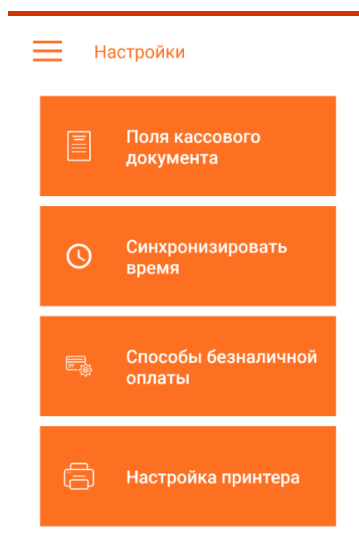 Настройки
Поля кассового
документа
Синхронизировать
время
Способы безналичной
оплаты
Настройка принтера